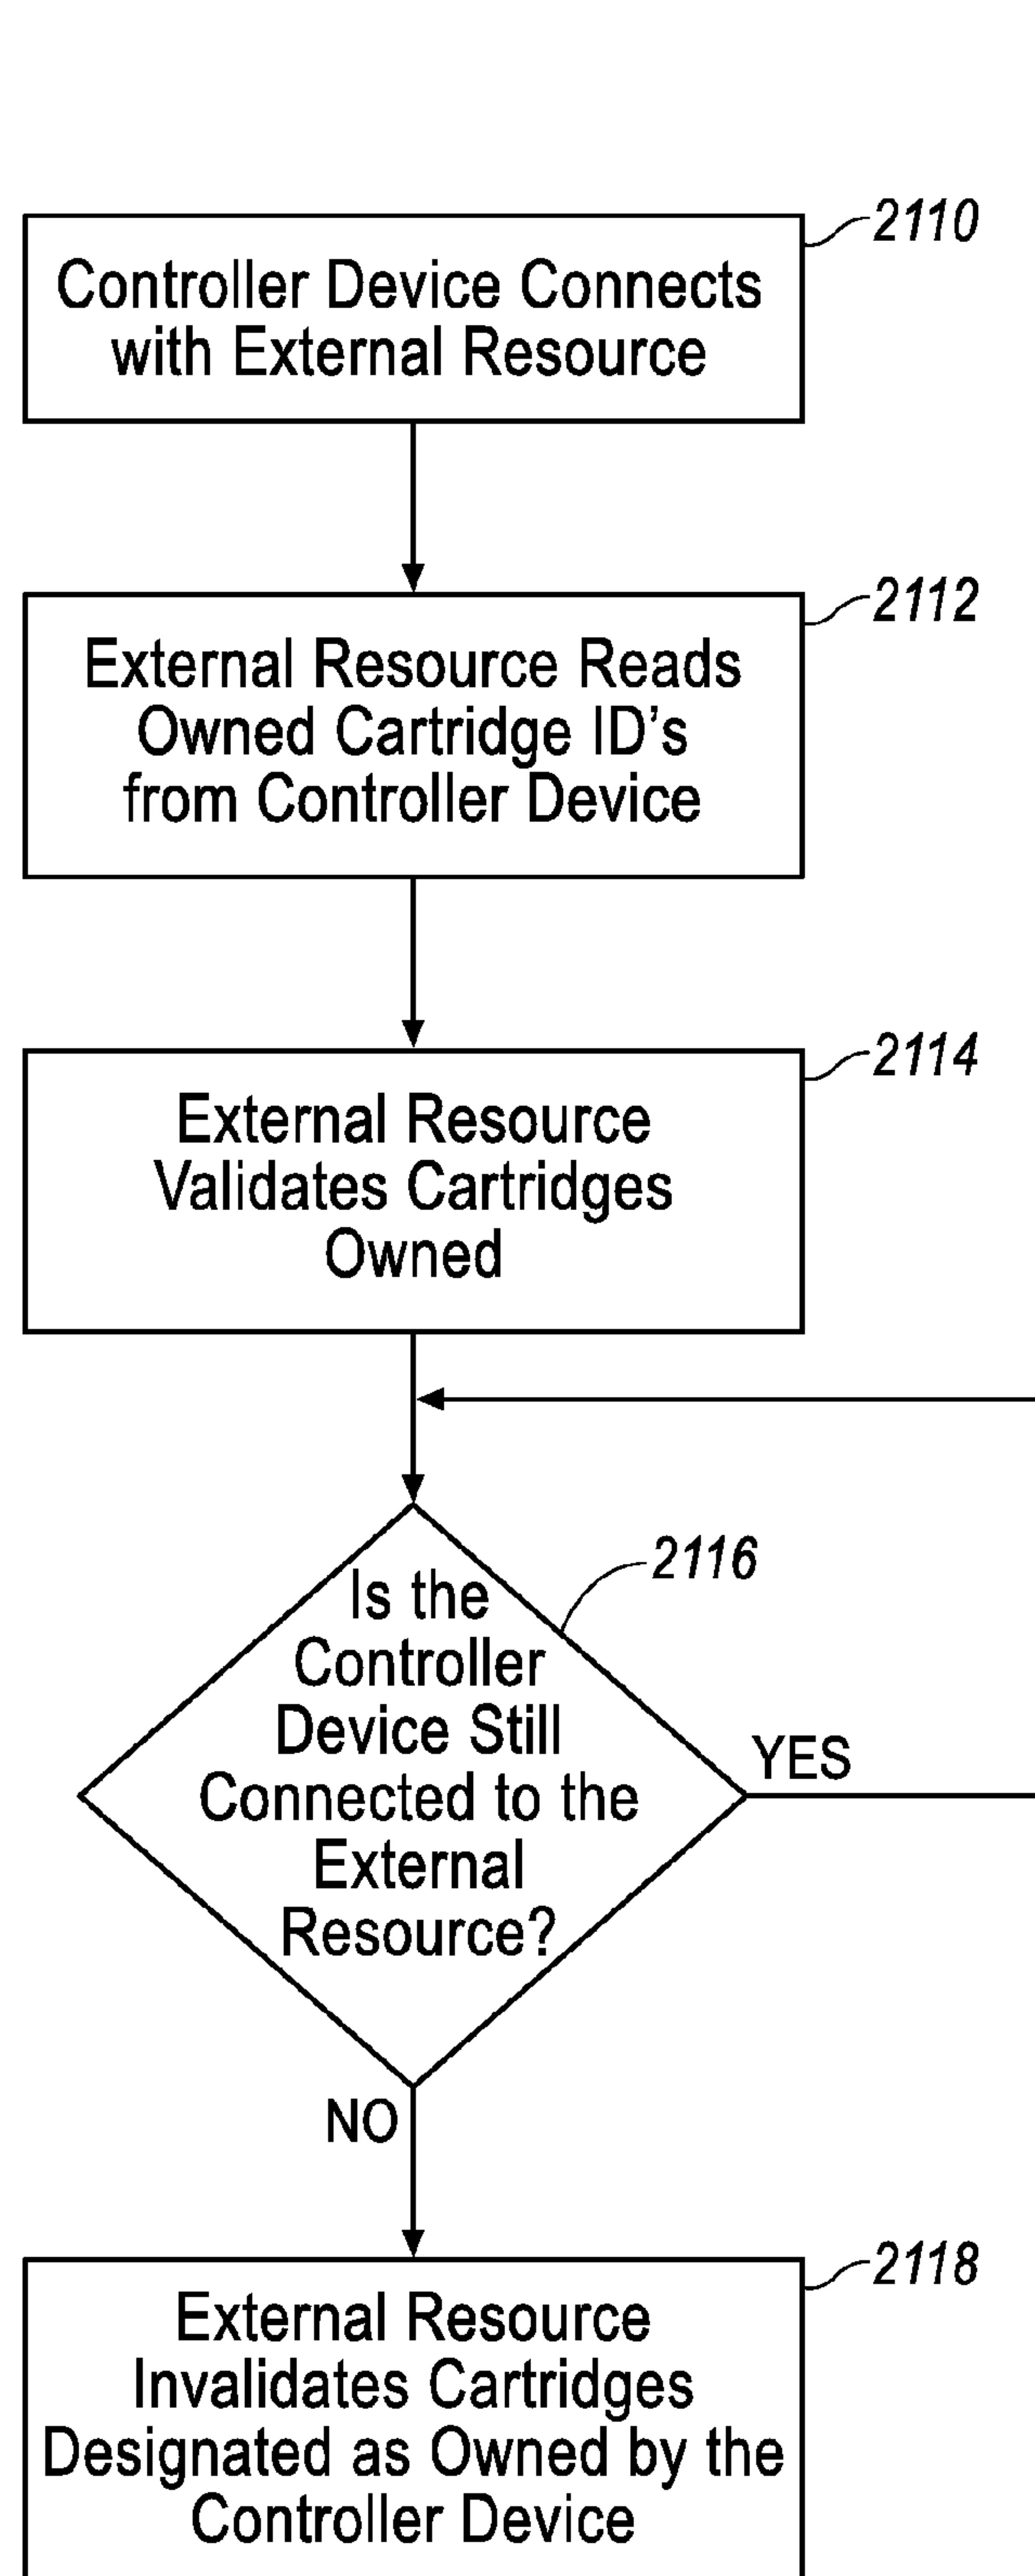 2110
Controller Device Connects
with External Resource
2112
External Resource Reads
Owned Cartridge ID's
from Controller Device
2114
External Resource
Validates Cartridges
Owned
2116
Is the
Controller
Device Still
Connected to the
External
Resource?
YES
NO
2118
External Resource
Invalidates Cartridges
Designated as Owned by the
Controller Device